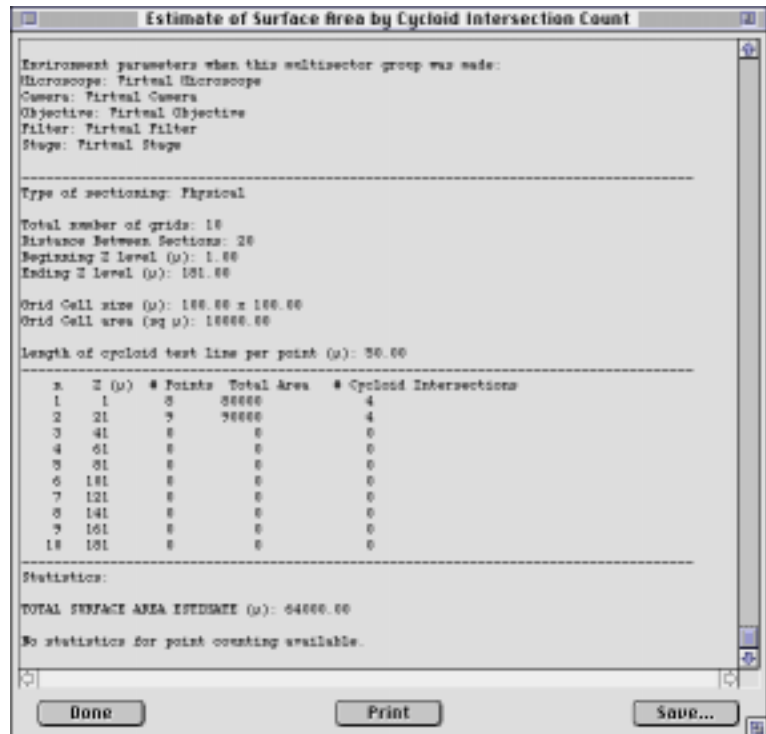 Estimate of Surface Area by Cycloid Intersection Count
Environment parameters when this multisector group was made:
Microscope: Virtual Microscope
Camera: Virtual Camera
Objective: Virtual Objective
Filter: Virtual Filter
Stage: Virtual Stage
Type of sectioning: Physical
Total number of grids: 10
Distance Between Sections: 20
Beginning Z level (μ): 1.00
Ending Z level (μ): 181.00
Grid Cell size (μ): 100.00 x 100.00
Grid Cell area (sq μ): 10000.00
Length of cycloid test line per point (μ): 50.00
n Z (μ) # Points Total Area # Cycloid Intersections
1 1 8 80000 4
2 21 9 90000 4
3 41 0 0 0
4 61 0 0 0
5 81 0 0 0
6 101 0 0 0
7 121 0 0 0
8 141 0 0 0
9 161 0 0 0
10 181 0 0 0
Statistics:
TOTAL SURFACE AREA ESTIMATE (μ): 64000.00
No statistics for point counting available.
Done Print Save...